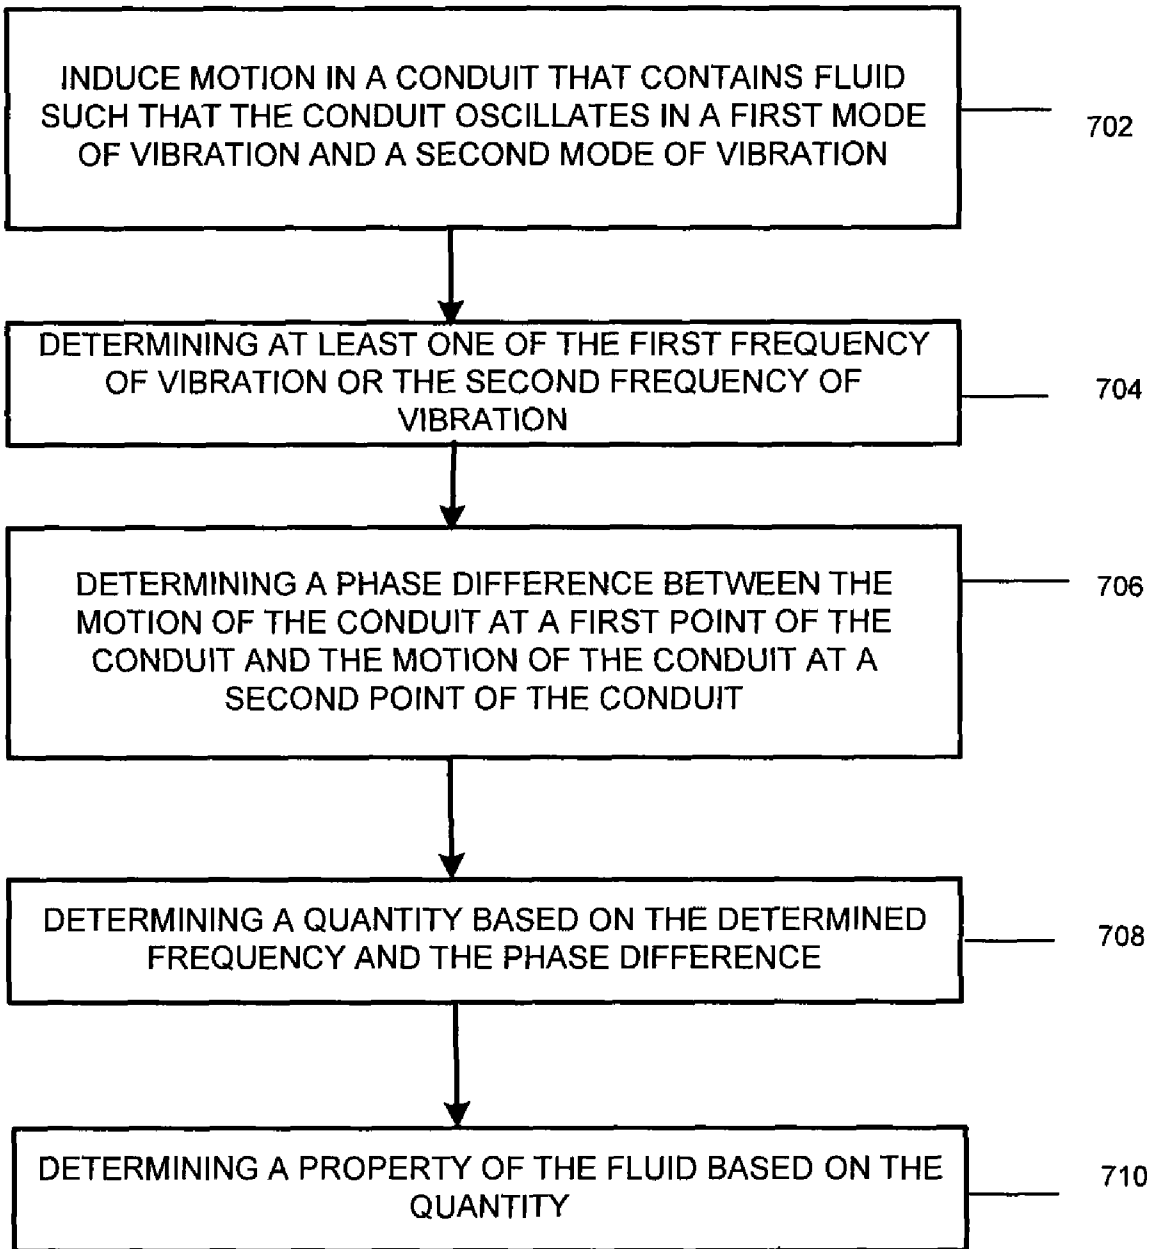 INDUCE MOTION IN A CONDUIT THAT CONTAINS FLUID
SUCH THAT THE CONDUIT OSCILLATES IN A FIRST MODE
OF VIBRATION AND A SECOND MODE OF VIBRATION
702
DETERMINING AT LEAST ONE OF THE FIRST FREQUENCY
OF VIBRATION OR THE SECOND FREQUENCY OF
VIBRATION
704
DETERMINING A PHASE DIFFERENCE BETWEEN THE
MOTION OF THE CONDUIT AT A FIRST POINT OF THE
CONDUIT AND THE MOTION OF THE CONDUIT AT A
SECOND POINT OF THE CONDUIT
706
DETERMINING A QUANTITY BASED ON THE DETERMINED
FREQUENCY AND THE PHASE DIFFERENCE
708
DETERMINING A PROPERTY OF THE FLUID BASED ON THE
QUANTITY
710